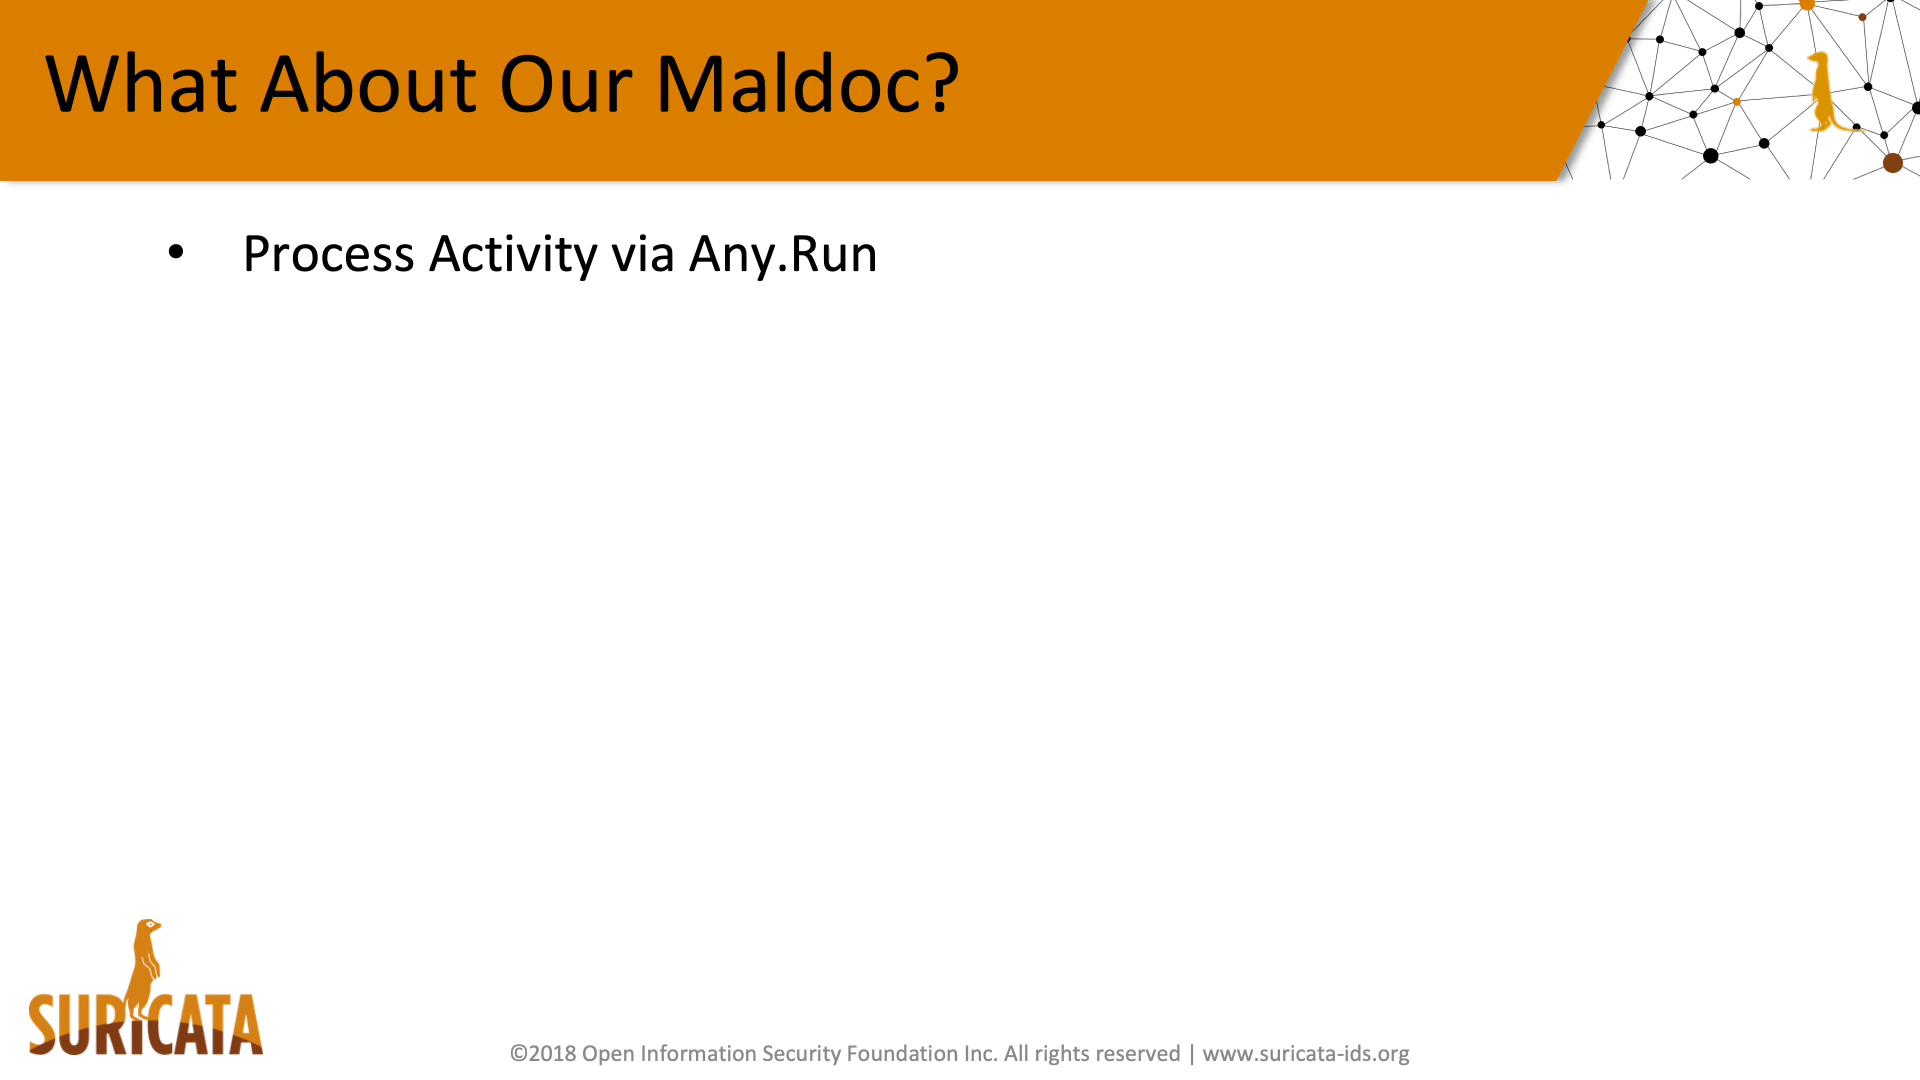 What About Our Maldoc?
• Process Activity via Any.Run
SURICATA
©2018 Open Information Security Foundation Inc. All rights reserved | www.suricata-ids.org